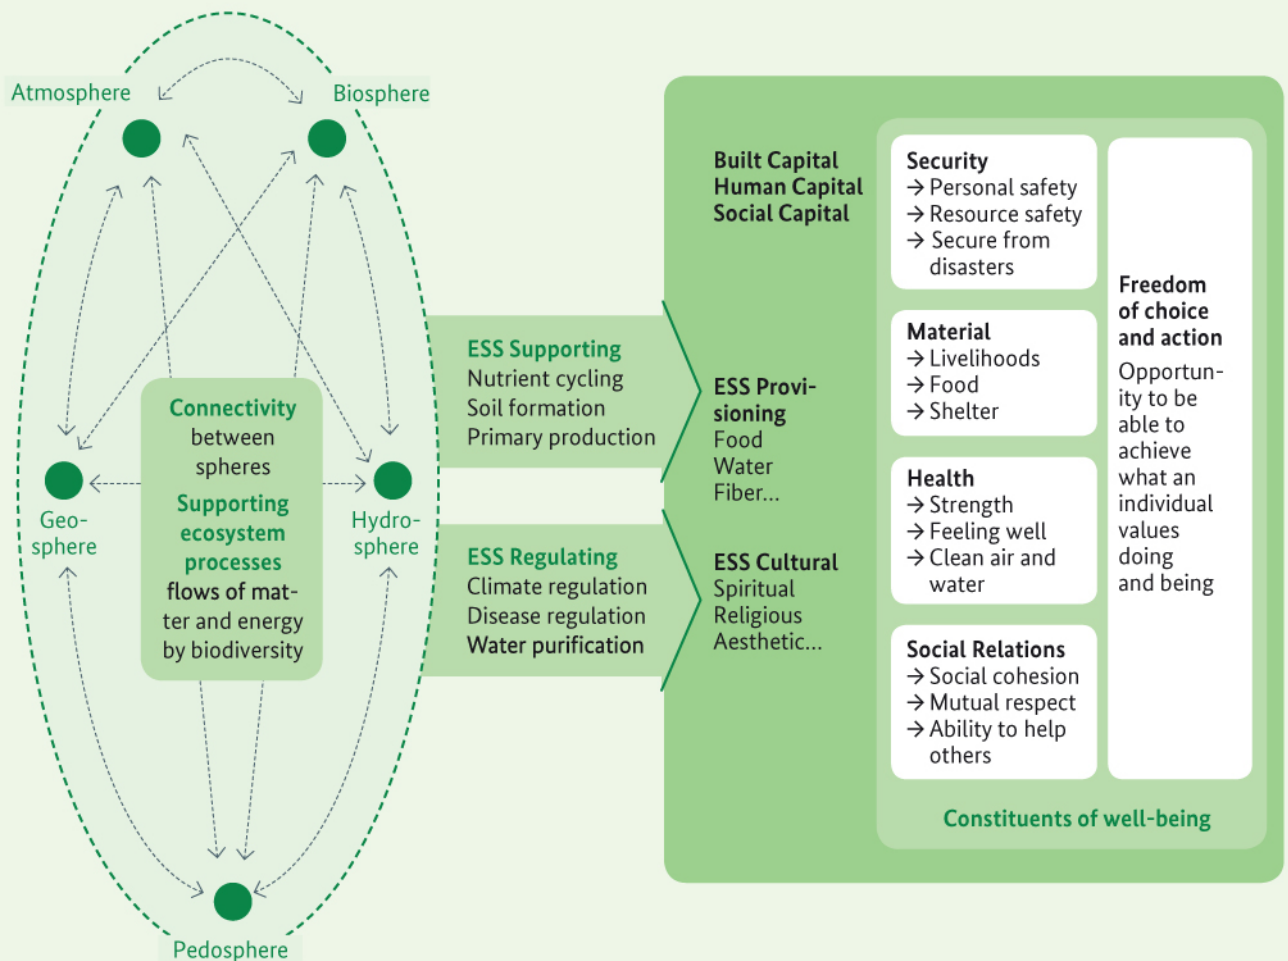 Atmosphere
Biosphere
Connectivity
between
spheres
Supporting
ecosystem
processes
flows of mat-
ter and energy
by biodiversity
Geo-
sphere
Hydro-
sphere
Pedosphere
ESS Supporting
Nutrient cycling
Soil formation
Primary production
ESS Regulating
Climate regulation
Disease regulation
Water purification
Built Capital
Human Capital
Social Capital
ESS Provi-
sioning
Food
Water
Fiber...
ESS Cultural
Spiritual
Religious
Aesthetic...
Security
→ Personal safety
→ Resource safety
→ Secure from
disasters
Material
→ Livelihoods
→ Food
→ Shelter
Health
→ Strength
→ Feeling well
→ Clean air and
water
Social Relations
→ Social cohesion
→ Mutual respect
→ Ability to help
others
Freedom
of choice
and action
Opportun-
ity to be
able to
achieve
what an
individual
values
doing
and being
Constituents of well-being